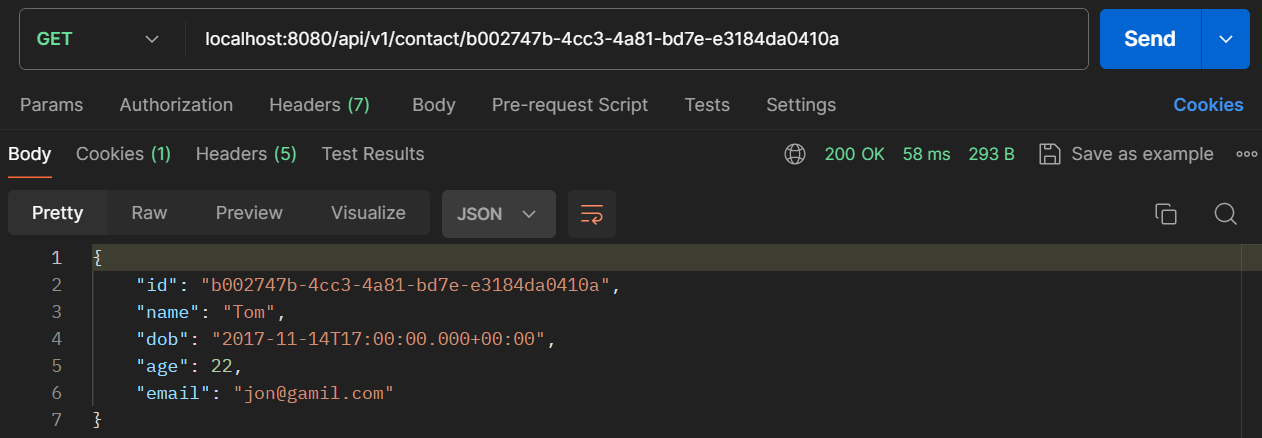 GET localhost:8080/api/v1/contact/b002747b-4cc3-4a81-bd7e-e3184da0410a Send
Params Authorization Headers (7) Body Pre-request Script Tests Settings Cookies
Body Cookies (1) Headers (5) Test Results 200 OK 58 ms 293 B Save as example
Pretty Raw Preview Visualize JSON
1 {
2 "id": "b002747b-4cc3-4a81-bd7e-e3184da0410a",
3 "name": "Tom",
4 "dob": "2017-11-14T17:00:00.000+00:00",
5 "age": 22,
6 "email": "jon@gamil.com"
7 }